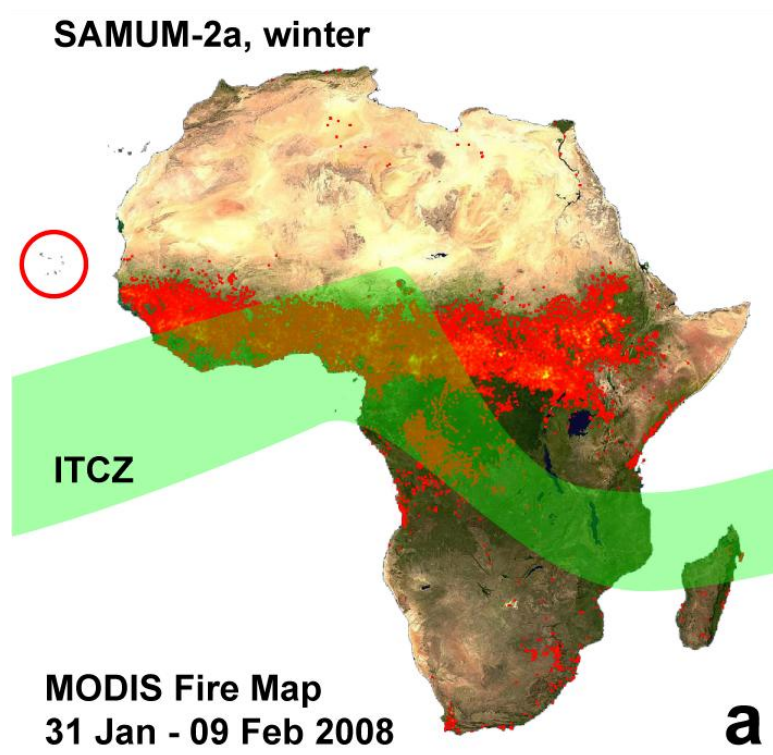 SAMUM-2a, winter
ITCZ
MODIS Fire Map
31 Jan - 09 Feb 2008
a